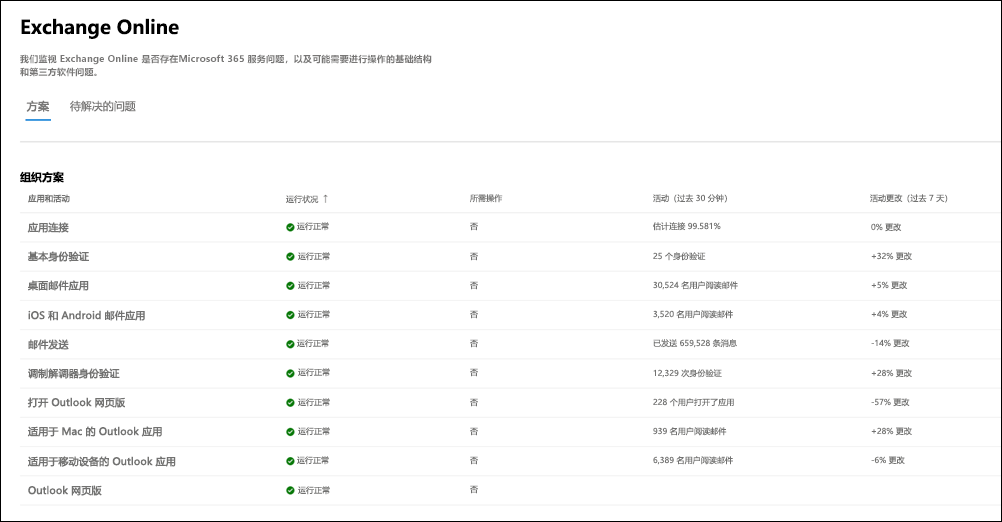 Exchange Online
我们监视 Exchange Online 是否存在Microsoft 365 服务问题，以及可能需要进行操作的基础结构
和第三方软件问题。
方案 待解决的问题
组织方案
应用和活动 运行状况 ↑ 所需操作 活动（过去 30 分钟） 活动更改（过去 7 天）
应用连接 运行正常 否 估计连接 99.581% 0% 更改
基本身份验证 运行正常 否 25 个身份验证 +32% 更改
桌面邮件应用 运行正常 否 30,524 名用户阅读邮件 +5% 更改
iOS 和 Android 邮件应用 运行正常 否 3,520 名用户阅读邮件 +4% 更改
邮件发送 运行正常 否 已发送 659,528 条消息 -14% 更改
调制解调器身份验证 运行正常 否 12,329 次身份验证 +28% 更改
打开 Outlook 网页版 运行正常 否 228 个用户打开了应用 -57% 更改
适用于 Mac 的 Outlook 应用 运行正常 否 939 名用户阅读邮件 +28% 更改
适用于移动设备的 Outlook 应用 运行正常 否 6,389 名用户阅读邮件 -6% 更改
Outlook 网页版 运行正常 否